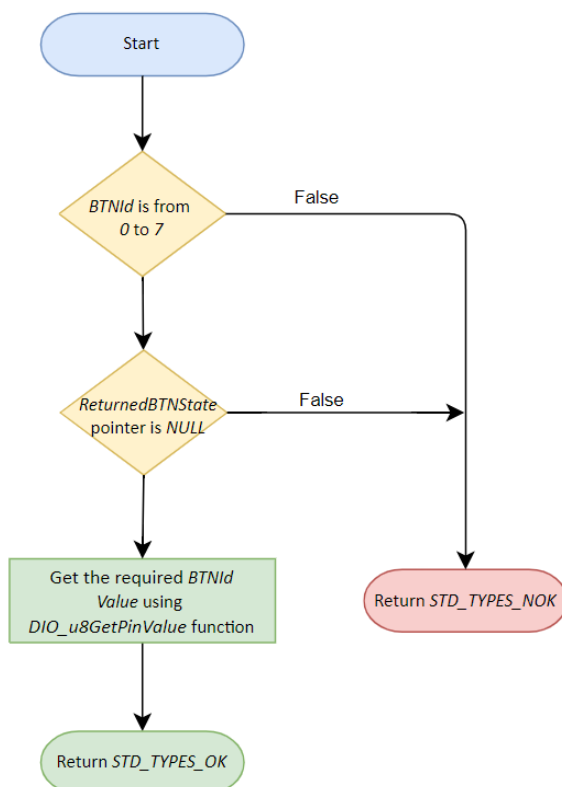 Start
BTNId is from
0 to 7
False
ReturnedBTNState
pointer is NULL
False
Get the required BTNId
Value using
DIO_u8GetPinValue function
Return STD_TYPES_NOK
Return STD_TYPES_OK